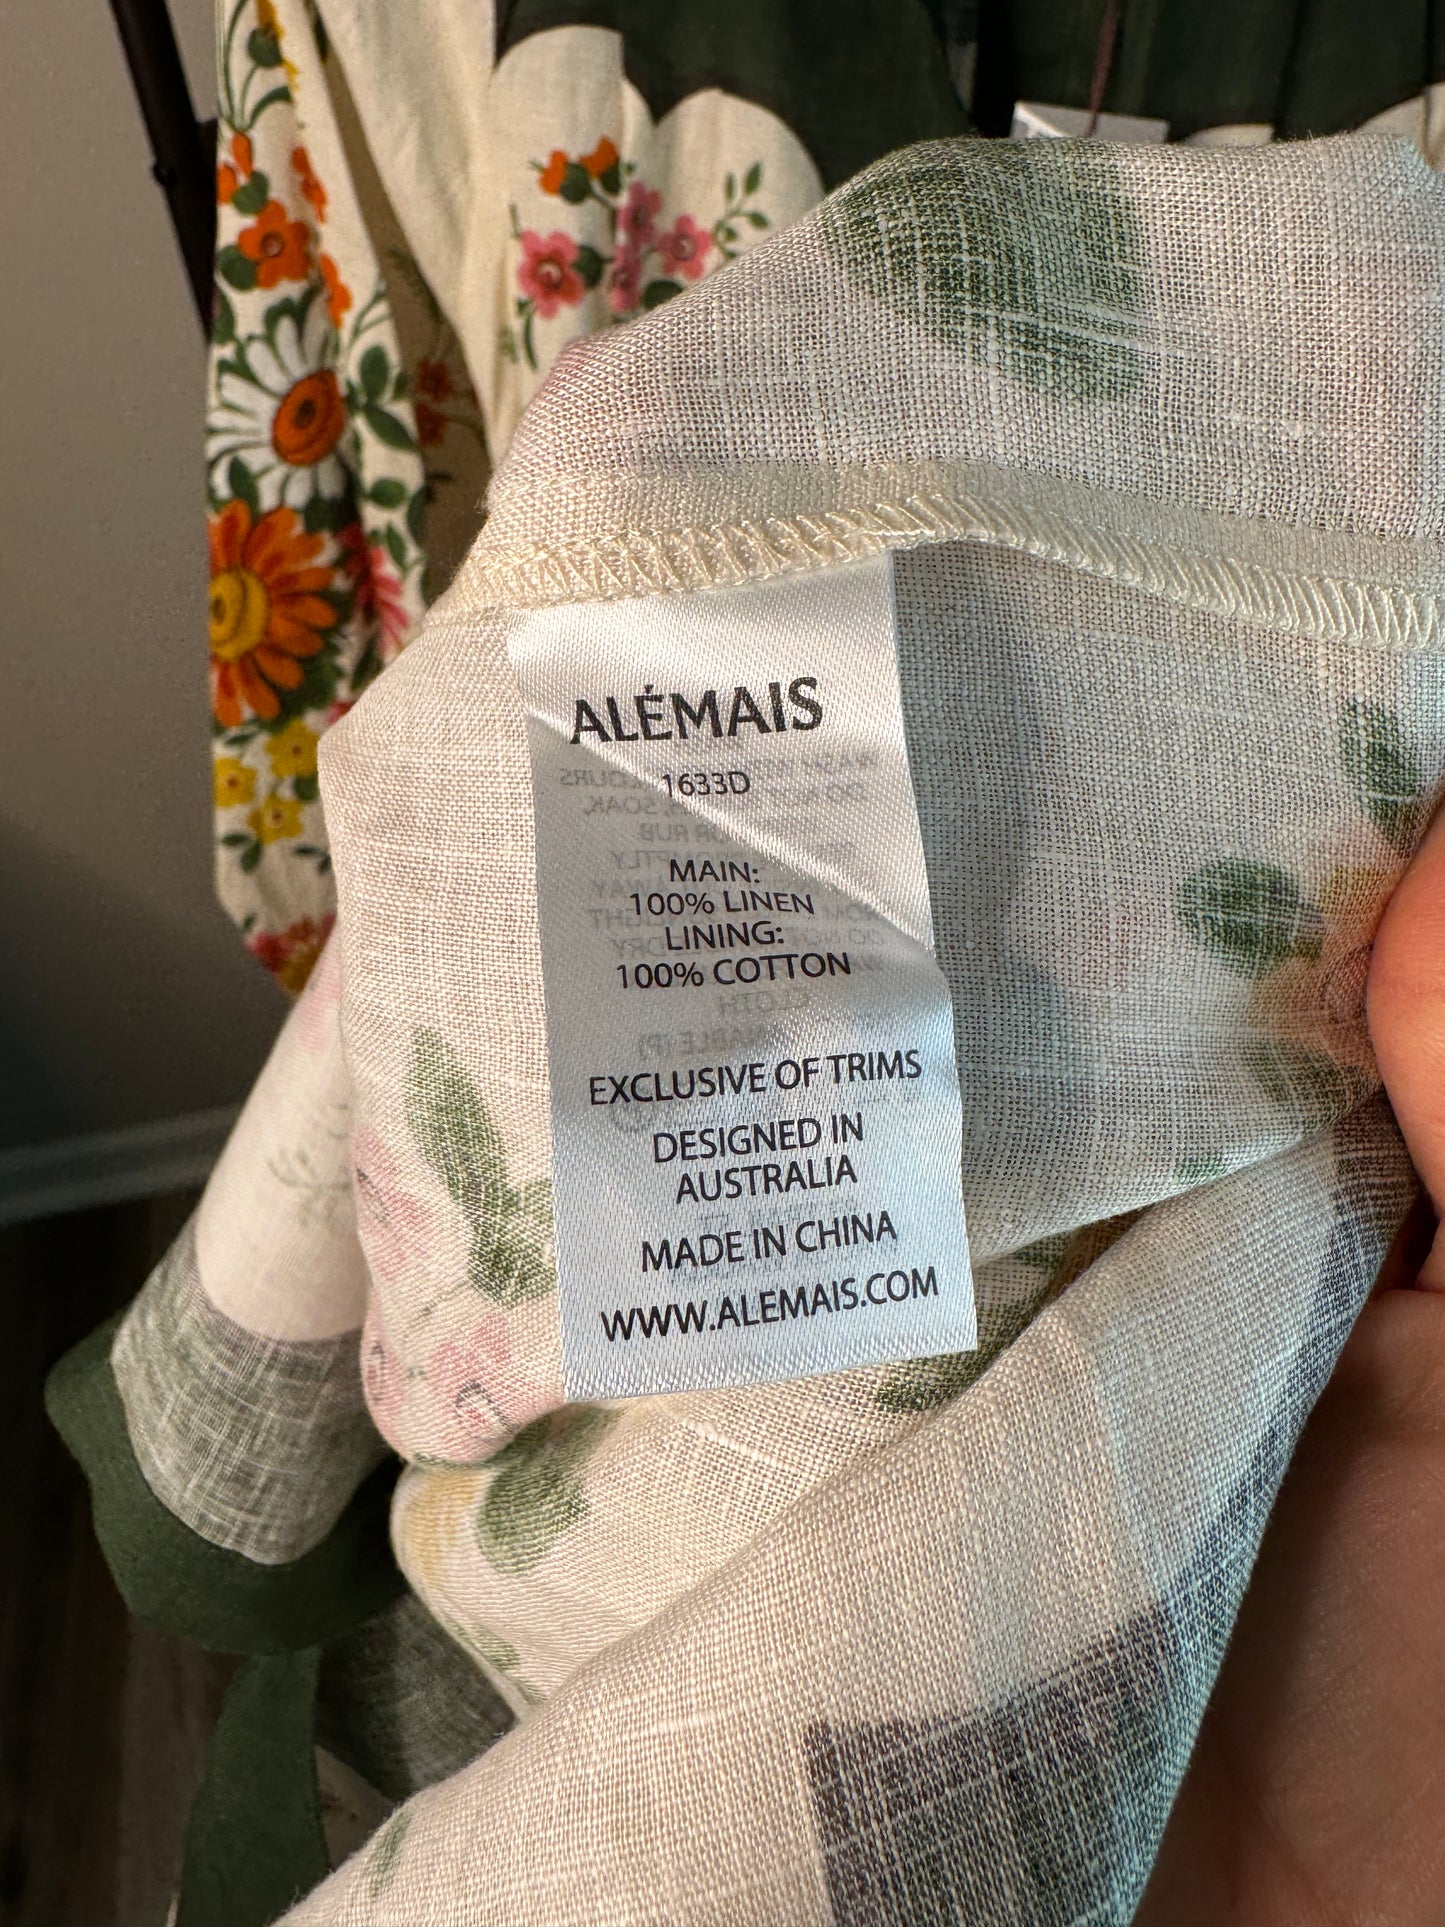 ALÉMAIS
1633D
MAIN:
100% LINEN
LINING:
100% COTTON
EXCLUSIVE OF TRIMS
DESIGNED IN
AUSTRALIA
MADE IN CHINA
WWW.ALEMAIS.COM